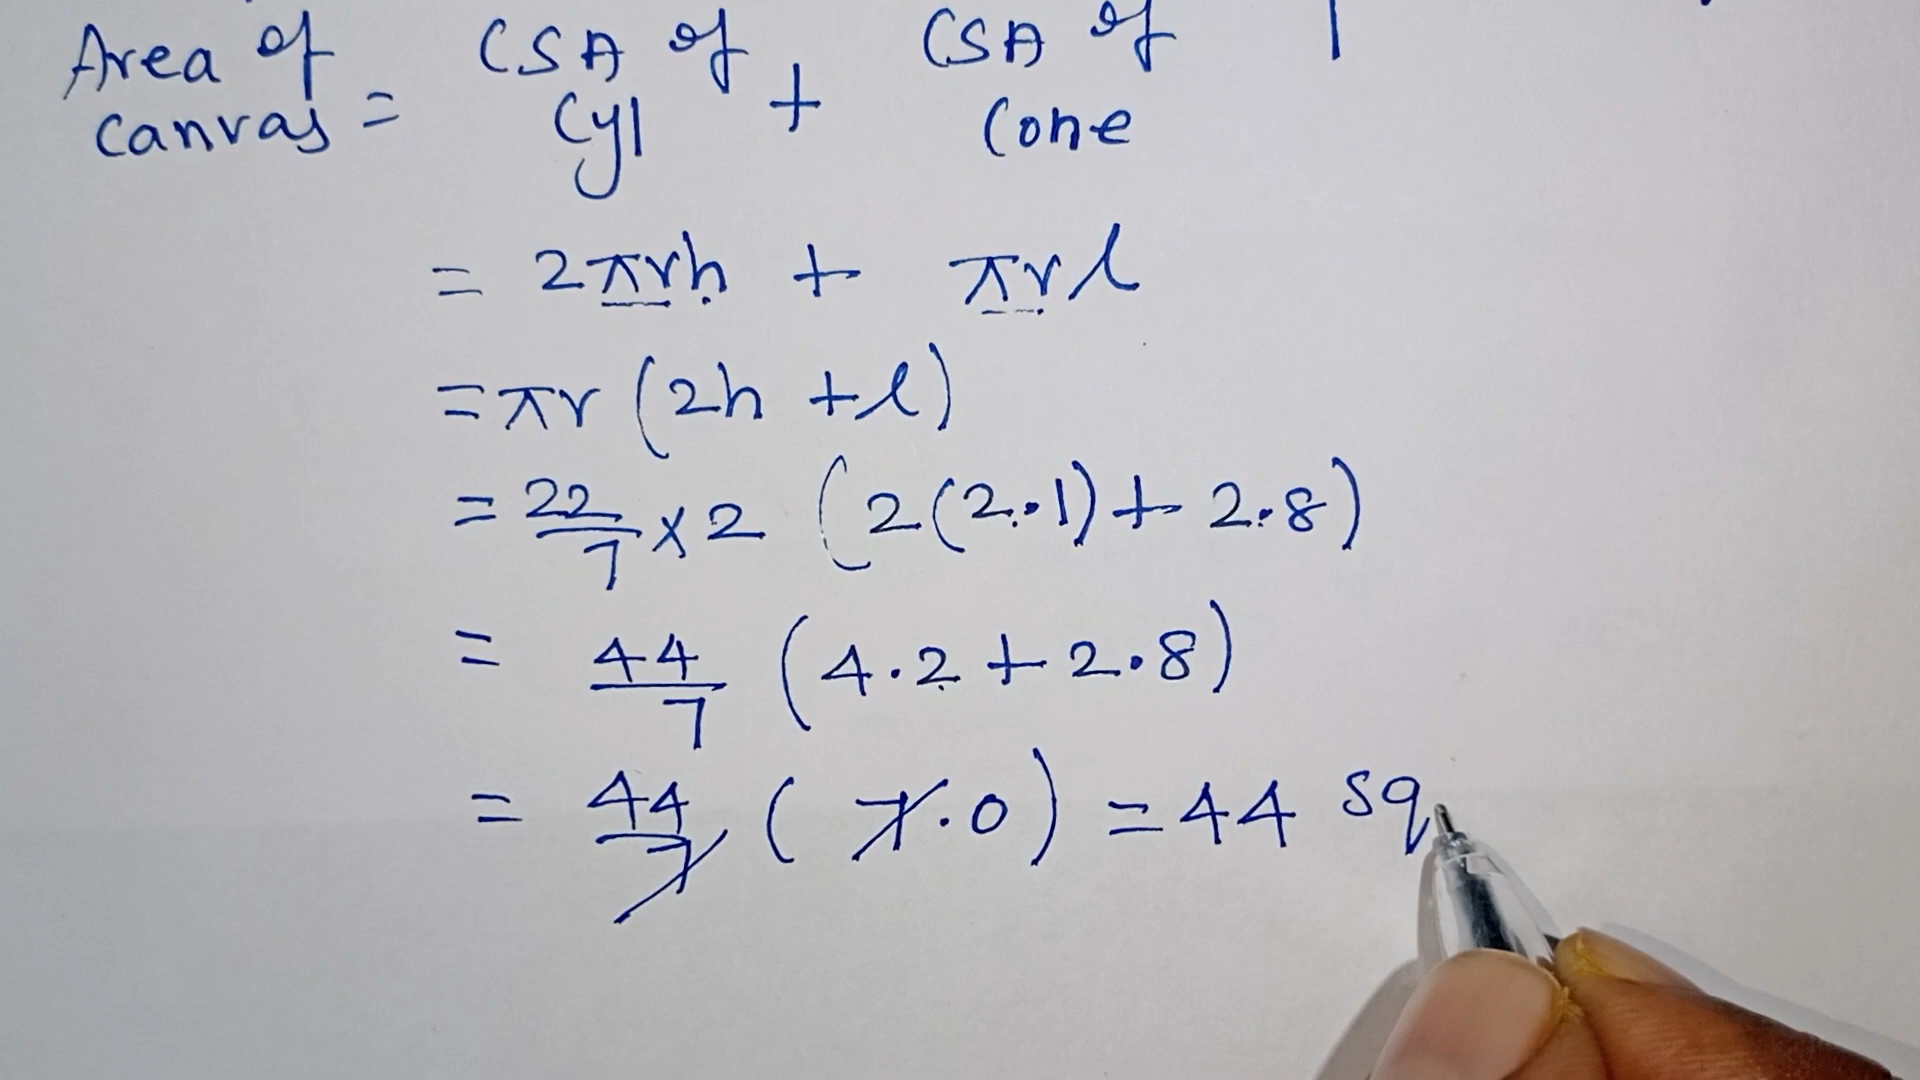 Area of canvas = CSA of Cyl + CSA of Cone
= 2πrh + πrl
= πr (2h + l)
= 22/7 × 2 (2(2.1) + 2.8)
= 44/7 (4.2 + 2.8)
= 44/7 (7.0) = 44 sq